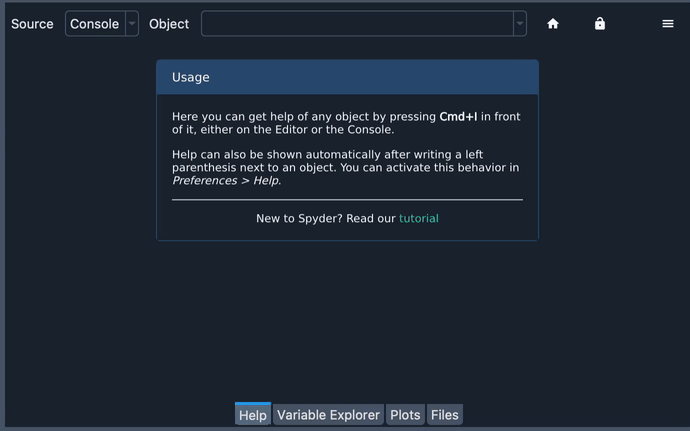 Source Console Object
Usage
Here you can get help of any object by pressing Cmd+I in front
of it, either on the Editor or the Console.
Help can also be shown automatically after writing a left
parenthesis next to an object. You can activate this behavior in
Preferences > Help.
New to Spyder? Read our tutorial
Help Variable Explorer Plots Files